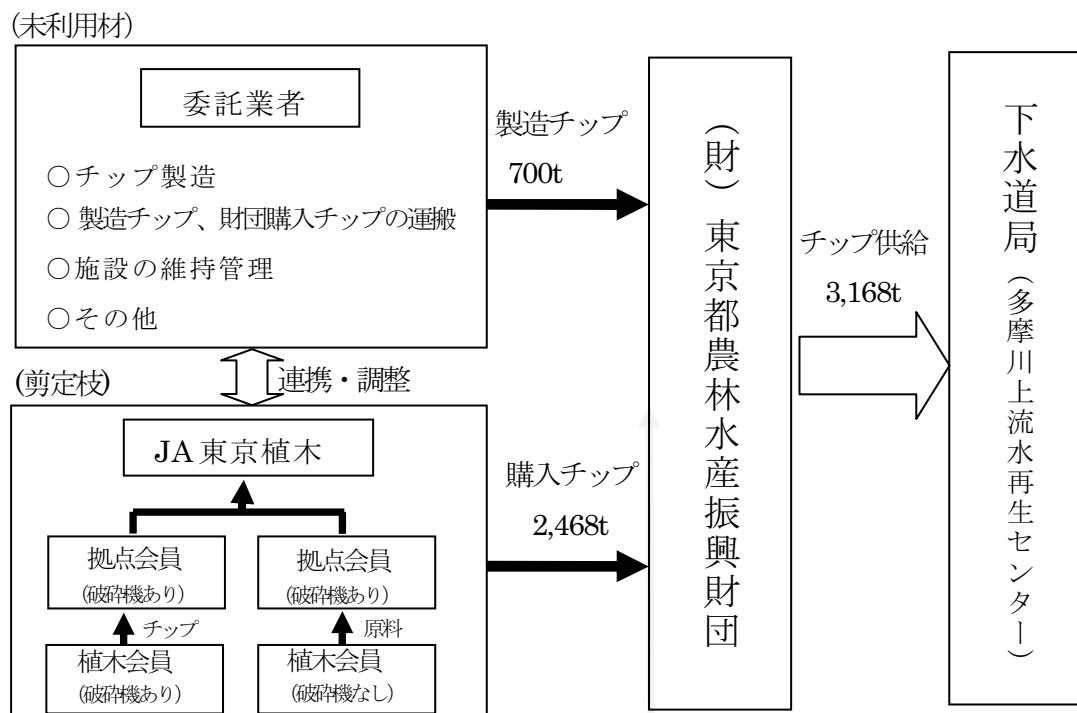 (未利用材)
委託業者
○チップ製造
○ 製造チップ、財団購入チップの運搬
○施設の維持管理
○その他
連携・調整
(剪定枝)
JA東京植木
拠点会員
(破砕機あり)
拠点会員
(破砕機あり)
チップ
原料
植木会員
(破砕機あり)
植木会員
(破砕機なし)
製造チップ
700t
購入チップ
2,468t
(財)東京都農林水産振興財団
チップ供給
3,168t
下水道局(多摩川上流水再生センター)